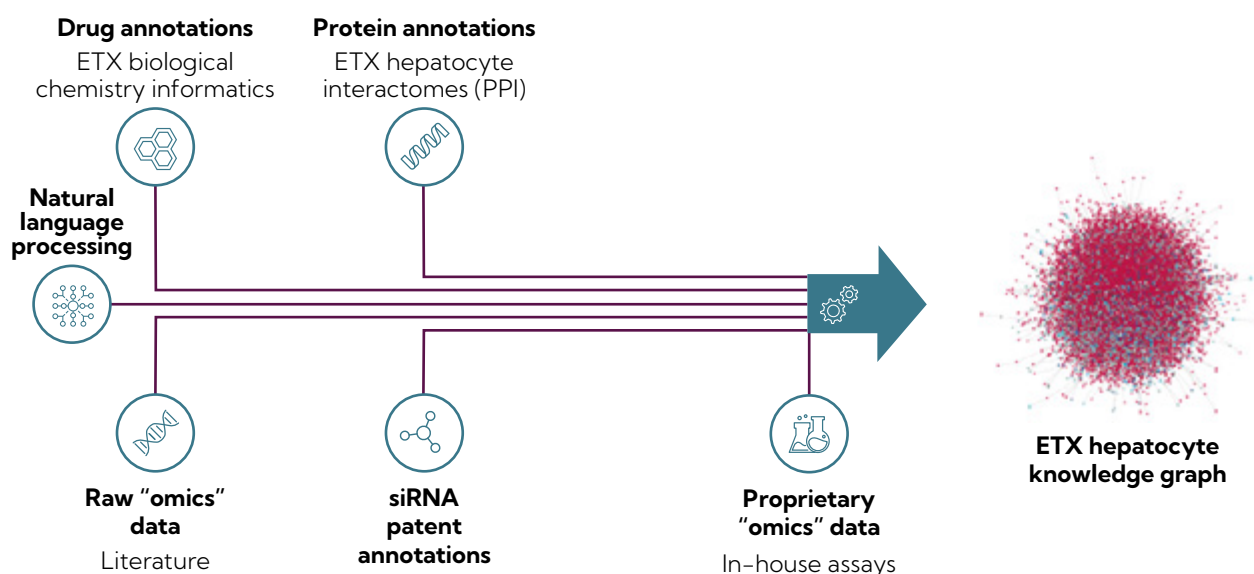 Drug annotations
ETX biological
chemistry informatics
Protein annotations
ETX hepatocyte
interactomes (PPI)
Natural
language
processing
Raw “omics”
data
Literature
siRNA
patent
annotations
Proprietary
“omics” data
In-house assays
ETX hepatocyte
knowledge graph